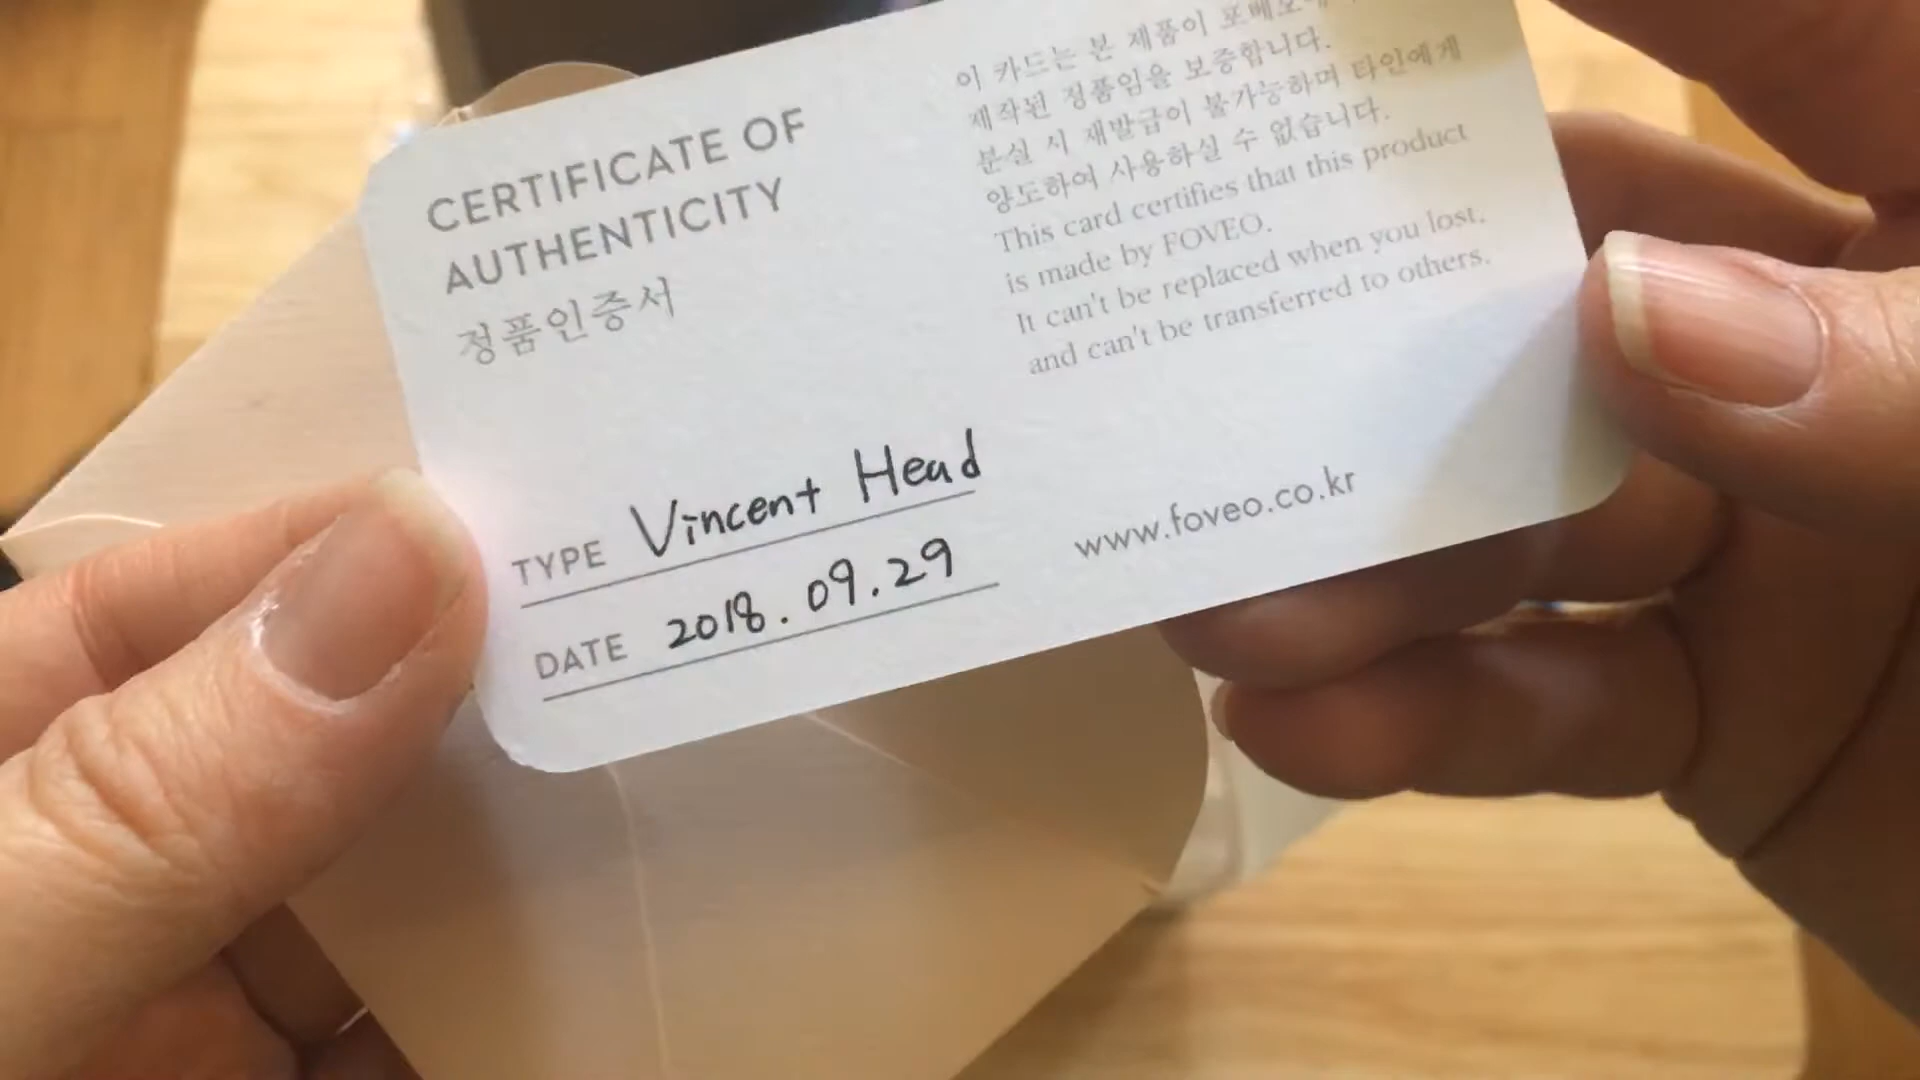 CERTIFICATE OF
AUTHENTICITY
정품인증서
TYPE Vincent Head
DATE 2018.09.29
이 카드는 본 제품이 포베오에
제작된 정품임을 보증합니다.
분실 시 재발급이 불가능하며 타인에게
양도하여 사용하실 수 없습니다.
This card certifies that this product
is made by FOVEO.
It can't be replaced when you lost,
and can't be transferred to others.
www.foveo.co.kr